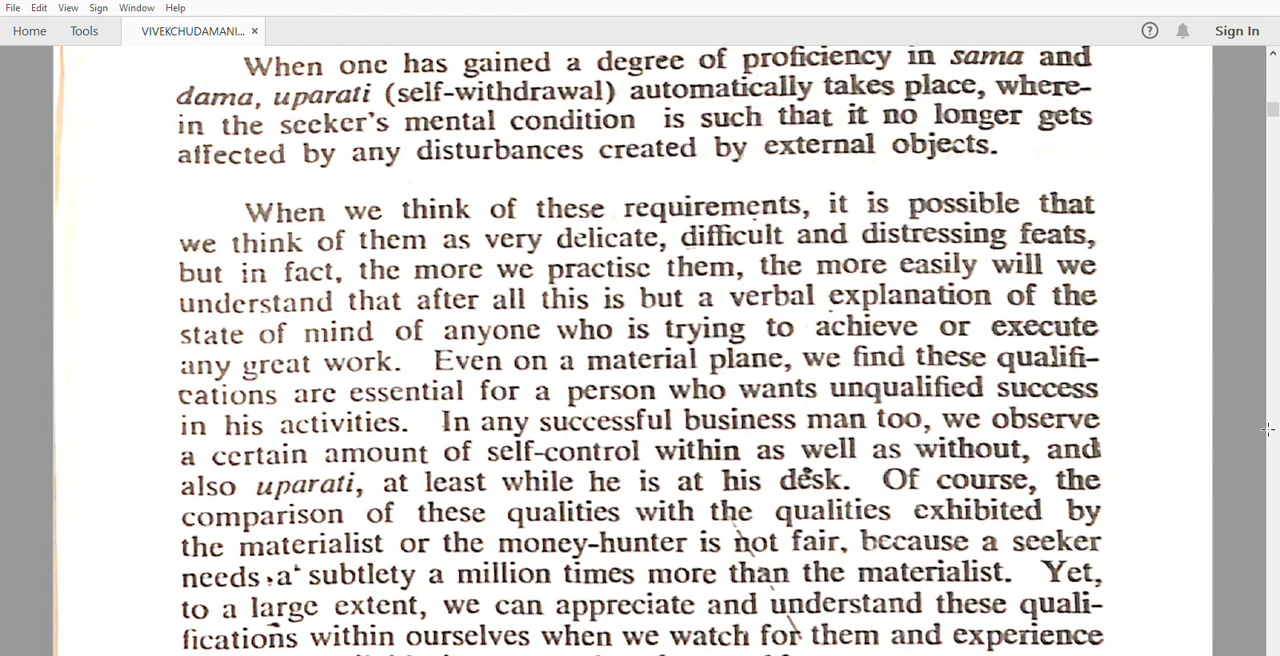 File Edit View Sign Window Help
Home Tools VIVEKCHUDAMANI... × ? Sign In
When one has gained a degree of proficiency in sama and
dama, uparati (self-withdrawal) automatically takes place, where-
in the seeker's mental condition is such that it no longer gets
affected by any disturbances created by external objects.
When we think of these requirements, it is possible that
we think of them as very delicate, difficult and distressing feats,
but in fact, the more we practise them, the more easily will we
understand that after all this is but a verbal explanation of the
state of mind of anyone who is trying to achieve or execute
any great work. Even on a material plane, we find these qualifi-
cations are essential for a person who wants unqualified success
in his activities. In any successful business man too, we observe
a certain amount of self-control within as well as without, and
also uparati, at least while he is at his desk. Of course, the
comparison of these qualities with the qualities exhibited by
the materialist or the money-hunter is not fair, because a seeker
needs a subtlety a million times more than the materialist. Yet,
to a large extent, we can appreciate and understand these quali-
fications within ourselves when we watch for them and experience